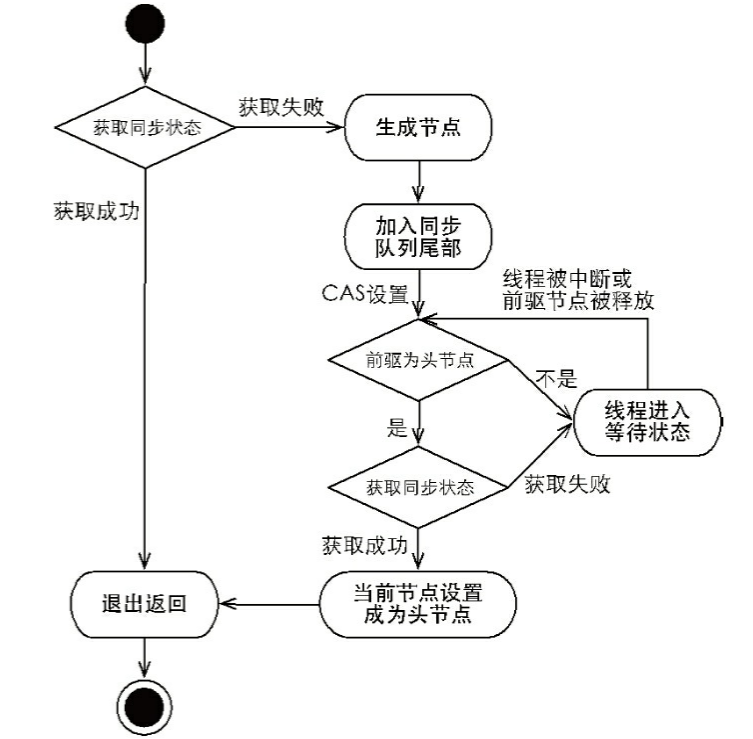 获取同步状态
获取失败
生成节点
获取成功
加入同步
队列尾部
CAS设置
线程被中断或
前驱节点被释放
前驱为头节点
不是
线程进入
等待状态
是
获取同步状态
获取失败
获取成功
退出返回
当前节点设置
成为头节点